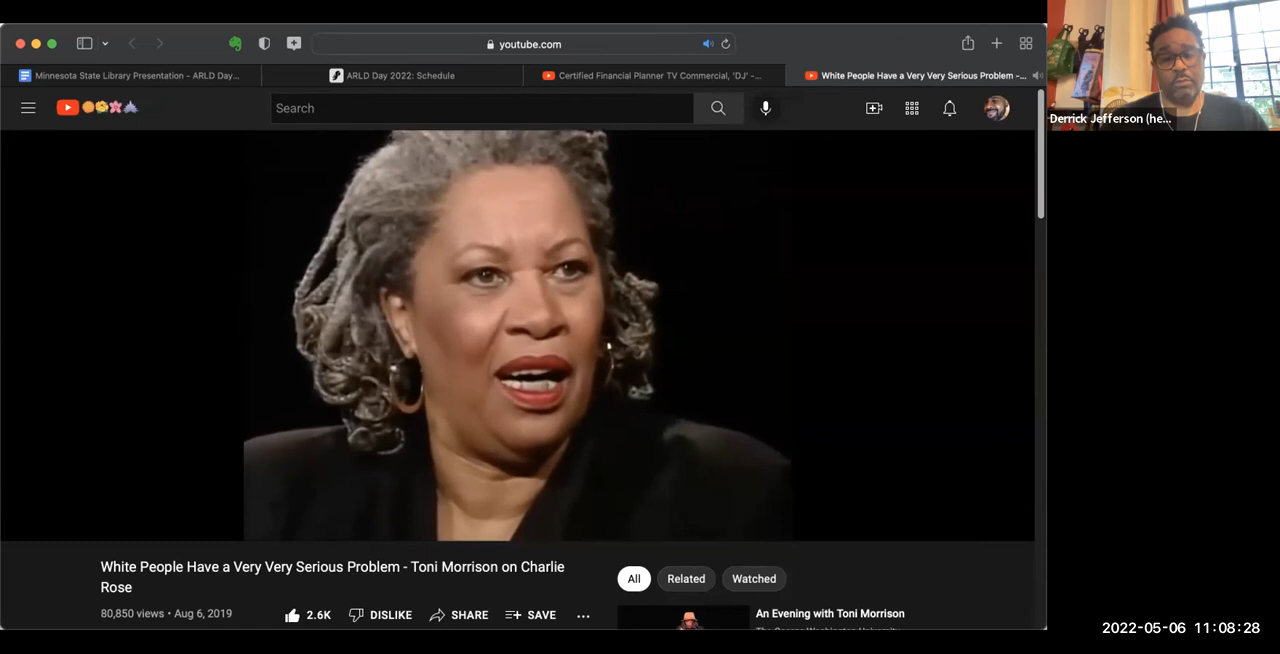 youtube.com
Minnesota State Library Presentation - ARLD Day...
ARLD Day 2022: Schedule
Certified Financial Planner TV Commercial, 'DJ' -...
White People Have a Very Very Serious Problem -...
Search
Derrick Jefferson (he...
White People Have a Very Very Serious Problem - Toni Morrison on Charlie
Rose
80,850 views • Aug 6, 2019
2.6K
DISLIKE
SHARE
SAVE
All
Related
Watched
An Evening with Toni Morrison
2022-05-06 11:08:28